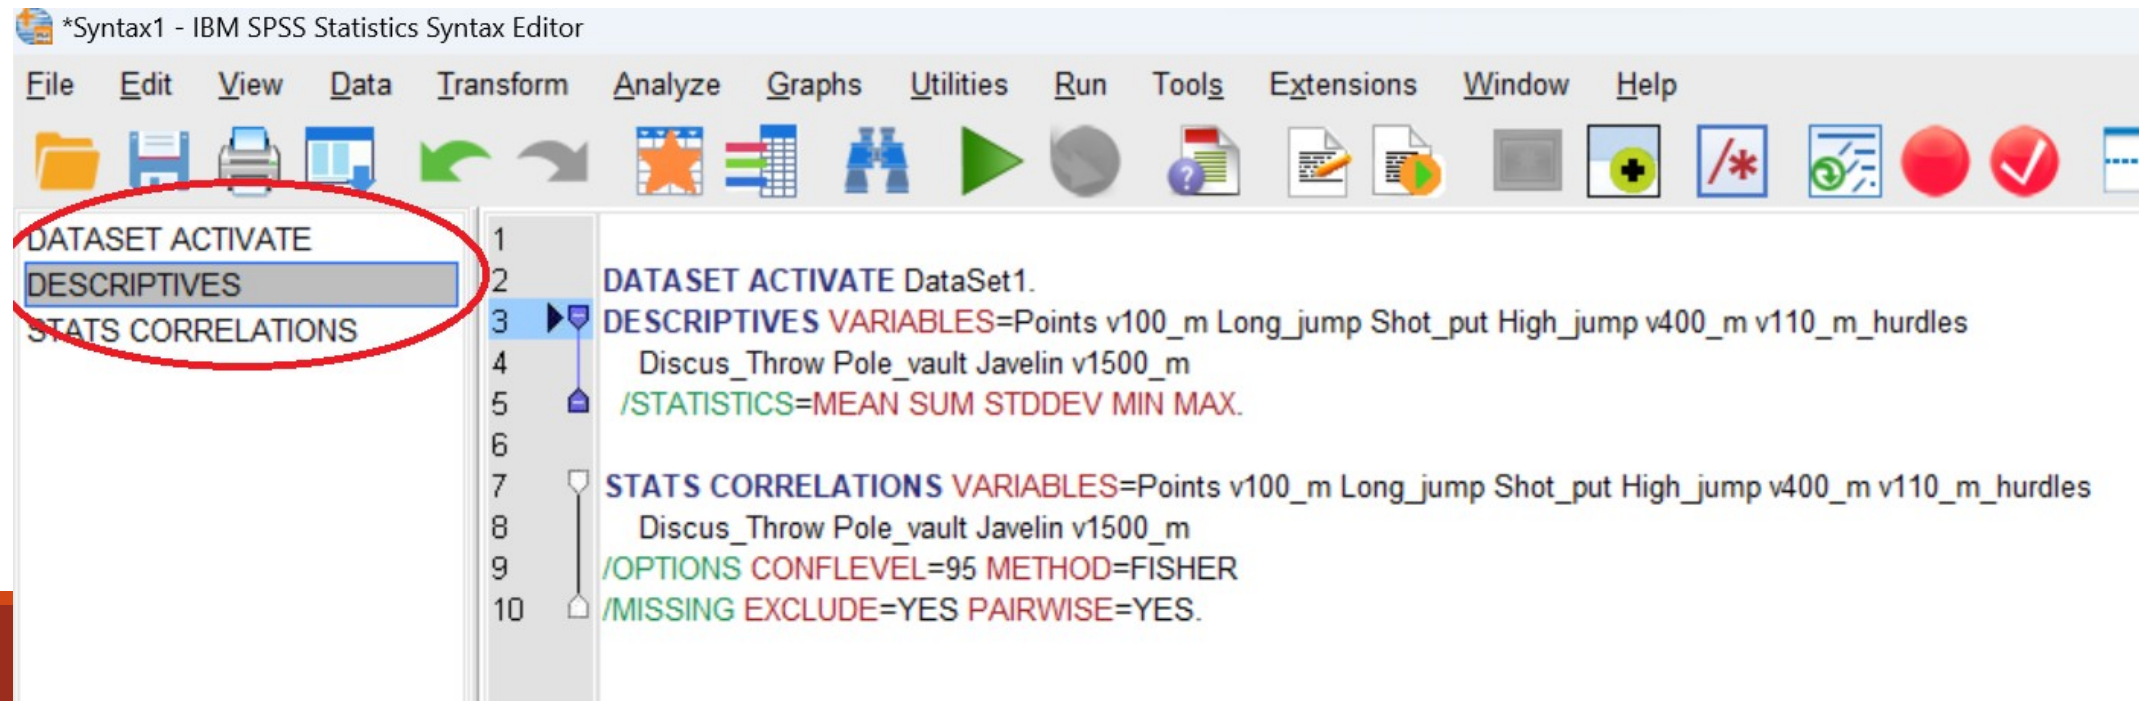 *Syntax1 - IBM SPSS Statistics Syntax Editor
File Edit View Data Transform Analyze Graphs Utilities Run Tools Extensions Window Help
DATASET ACTIVATE
DESCRIPTIVES
STATS CORRELATIONS
1
2 DATASET ACTIVATE DataSet1.
3 DESCRIPTIVES VARIABLES=Points v100_m Long_jump Shot_put High_jump v400_m v110_m_hurdles
4 Discus_Throw Pole_vault Javelin v1500_m
5 /STATISTICS=MEAN SUM STDDEV MIN MAX.
6
7 STATS CORRELATIONS VARIABLES=Points v100_m Long_jump Shot_put High_jump v400_m v110_m_hurdles
8 Discus_Throw Pole_vault Javelin v1500_m
9 /OPTIONS CONFLEVEL=95 METHOD=FISHER
10 /MISSING EXCLUDE=YES PAIRWISE=YES.